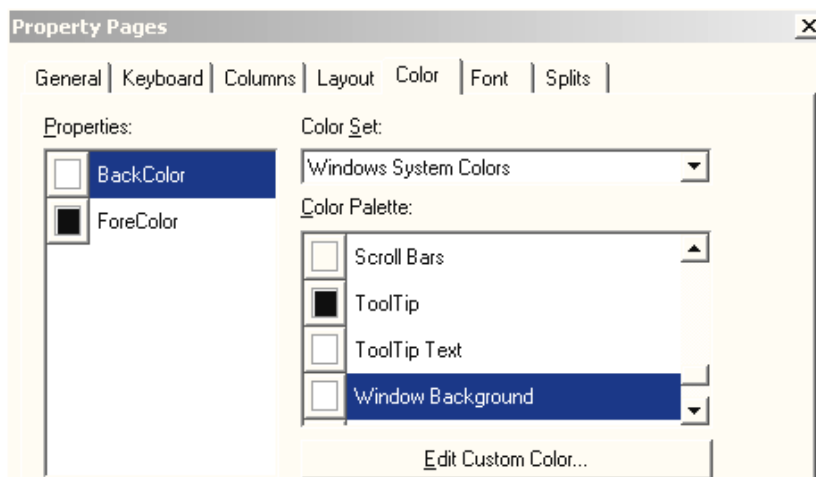 Property Pages
General Keyboard Columns Layout Color Font Splits
Properties:
BackColor
ForeColor
Color Set:
Windows System Colors
Color Palette:
Scroll Bars
ToolTip
ToolTip Text
Window Background
Edit Custom Color...